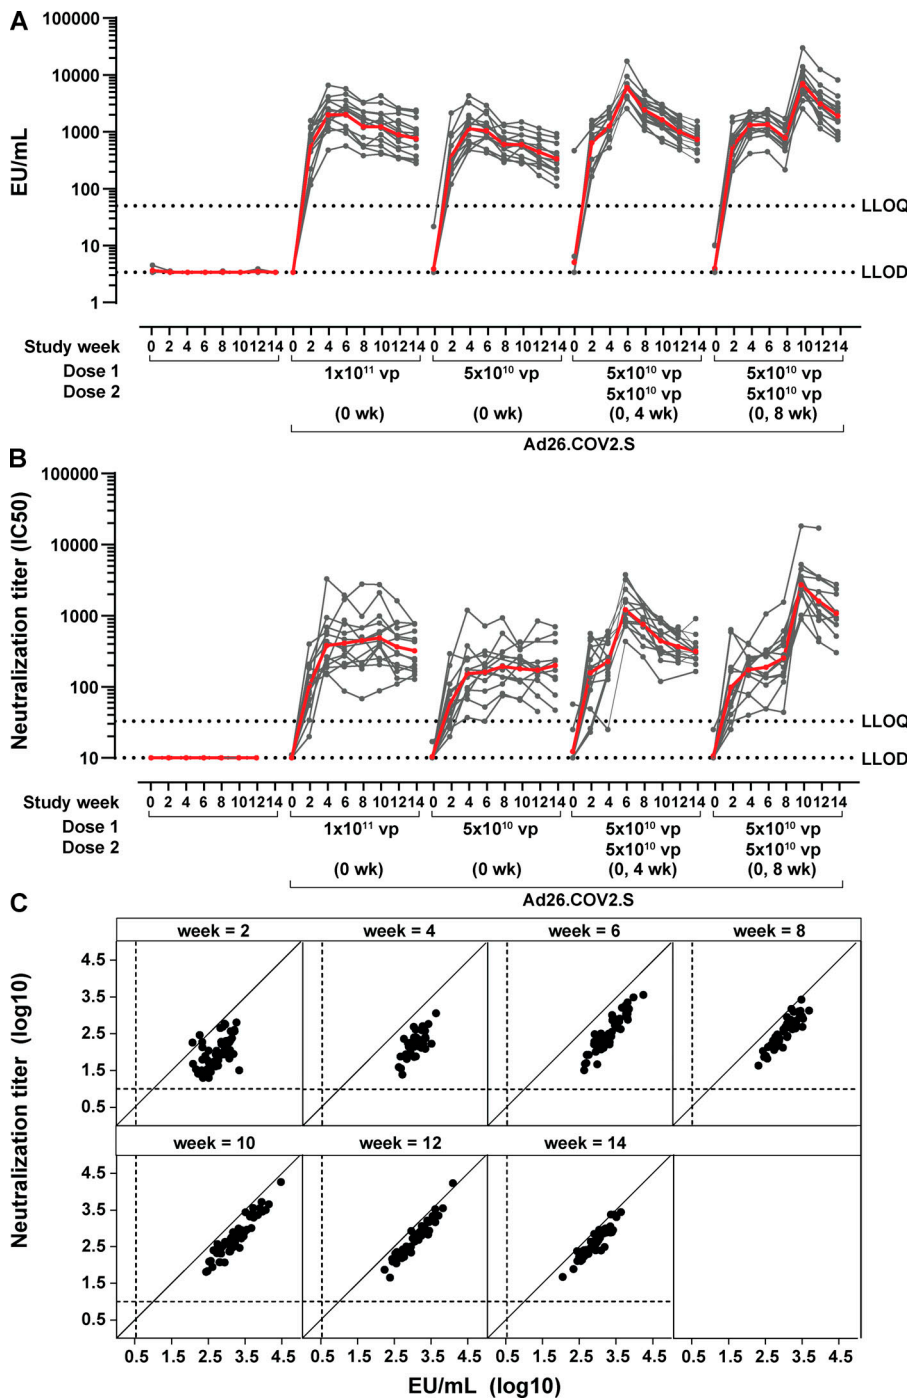 A
EU/mL
100000
10000
1000
100
10
1
LLOQ
LLOD
Study week
0 2 4 6 8 10 12 14 0 2 4 6 8 10 12 14 0 2 4 6 8 10 12 14 0 2 4 6 8 10 12 14 0 2 4 6 8 10 12 14
Dose 1 1x10¹¹ vp 5x10¹⁰ vp 5x10¹⁰ vp 5x10¹⁰ vp
Dose 2 5x10¹⁰ vp 5x10¹⁰ vp
(0 wk) (0 wk) (0, 4 wk) (0, 8 wk)
Ad26.COV2.S
B
Neutralization titer (IC50)
100000
10000
1000
100
10
LLOQ
LLOD
Study week
0 2 4 6 8 10 12 14 0 2 4 6 8 10 12 14 0 2 4 6 8 10 12 14 0 2 4 6 8 10 12 14 0 2 4 6 8 10 12 14
Dose 1 1x10¹¹ vp 5x10¹⁰ vp 5x10¹⁰ vp 5x10¹⁰ vp
Dose 2 5x10¹⁰ vp 5x10¹⁰ vp
(0 wk) (0 wk) (0, 4 wk) (0, 8 wk)
Ad26.COV2.S
C
Neutralization titer (log10)
week = 2 week = 4 week = 6 week = 8
4.5
3.5
2.5
1.5
0.5
week = 10 week = 12 week = 14
4.5
3.5
2.5
1.5
0.5
0.5 1.5 2.5 3.5 4.5 0.5 1.5 2.5 3.5 4.5 0.5 1.5 2.5 3.5 4.5 0.5 1.5 2.5 3.5 4.5
EU/mL (log10)